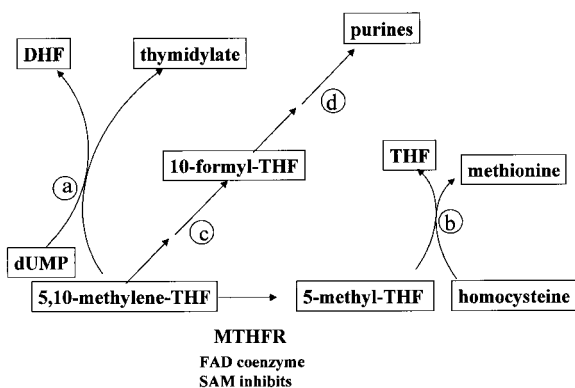 purines
DHF
thymidylate
d
10-formyl-THF
THF
methionine
a
c
b
dUMP
5,10-methylene-THF
5-methyl-THF
homocysteine
MTHFR
FAD coenzyme
SAM inhibits